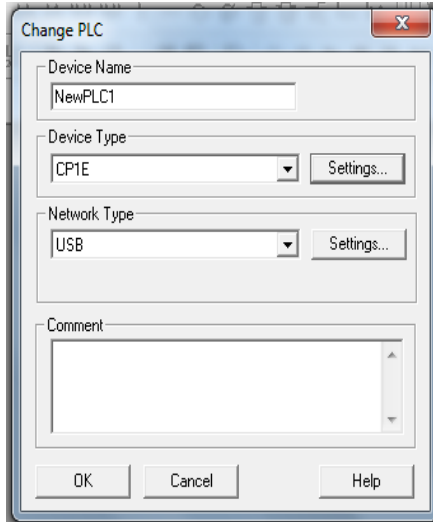 Change PLC
Device Name
NewPLC1
Device Type
CP1E
Settings...
Network Type
USB
Settings...
Comment
OK
Cancel
Help